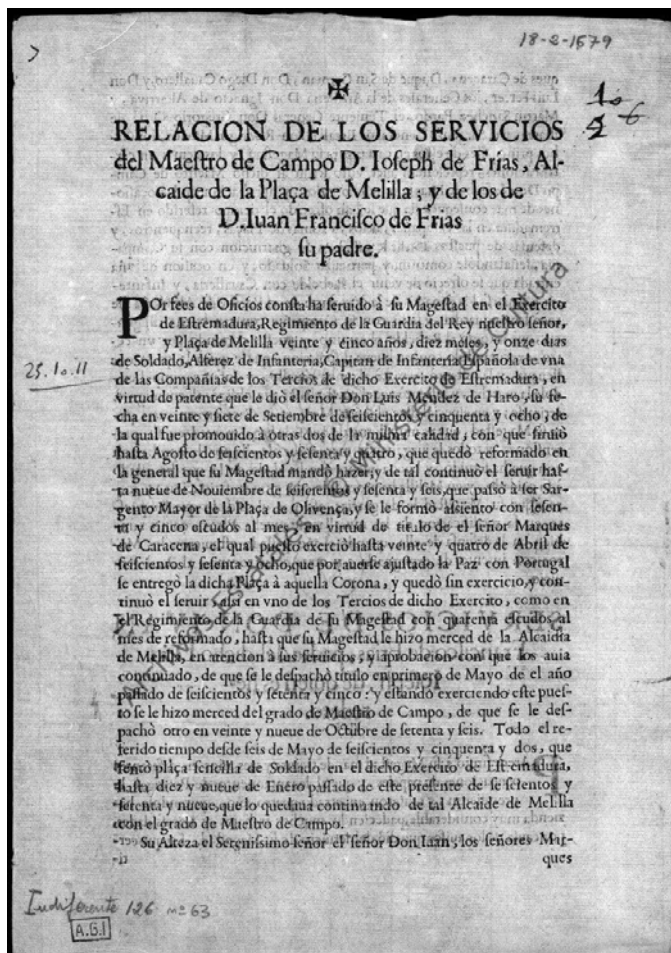 18-2-1679
✠
RELACION DE LOS SERVICIOS
del Maestro de Campo D. Ioseph de Frias, Al-
caide de la Plaça de Melilla; y de los de
D. Iuan Francisco de Frias
su padre.
POr fees de Oficios consta ha seruido à su Magestad en el Exercito
de Estremadura, Regimiento de la Guardia del Rey nuestro señor,
y Plaça de Melilla veinte y cinco años, diez meses, y onze dias
25.10.11
de Soldado, Alferez de Infanteria, Capitan de Infanteria Española de vna
de las Compañias de los Tercios de dicho Exercito de Estremadura, en
virtud de patente que le diò el señor Don Luis Mendez de Haro, su fe-
cha en veinte y siete de Setiembre de seiscientos y cinquenta y ocho; de
la qual fue promouido à otras dos de la misma calidad, con que siruiò
hasta Agosto de seiscientos y sesenta y quatro, que quedò reformado en
la general que su Magestad mandò hazer; y de tal continuò el seruir has-
ta nueue de Nouiembre de seiscientos y sesenta y seis, que passò à ser Sar-
gento Mayor de la Plaça de Oliuença, y se le formò assiento con sesen-
ta y cinco escudos al mes, en virtud de titulo de el señor Marques
de Caracena, el qual puesto exerciò hasta veinte y quatro de Abril de
seiscientos y sesenta y ocho, que por auerse ajustado la Paz con Portugal
se entregò la dicha Plaça à aquella Corona, y quedò sin exercicio, y con-
tinuò el seruir, assi en vno de los Tercios de dicho Exercito, como en
el Regimiento de la Guardia de su Magestad con quarenta escudos al
mes de reformado, hasta que su Magestad le hizo merced de la Alcaidia
de Melilla, en atencion à sus seruicios, y aprobacion con que los auia
continuado, de que se le despachò titulo en primero de Mayo de el año
passado de seiscientos y setenta y cinco: y estando exerciendo este pues-
to se le hizo merced del grado de Maestro de Campo, de que se le des-
pachò otro en veinte y nueue de Octubre de setenta y seis. Todo el re-
ferido tiempo desde seis de Mayo de seiscientos y cinquenta y dos, que
sentò plaça senscilla de Soldado en el dicho Exercito de Estremadura,
hasta diez y nueue de Enero passado de este presente de seiscientos y
setenta y nueue, que lo quedaua continuando de tal Alcaide de Melilla
con el grado de Maestro de Campo.
Su Alteza el Serenissimo señor el señor Don Iuan; los señores Mar-
ques
Indiferente 126 nº 63
A.G.I